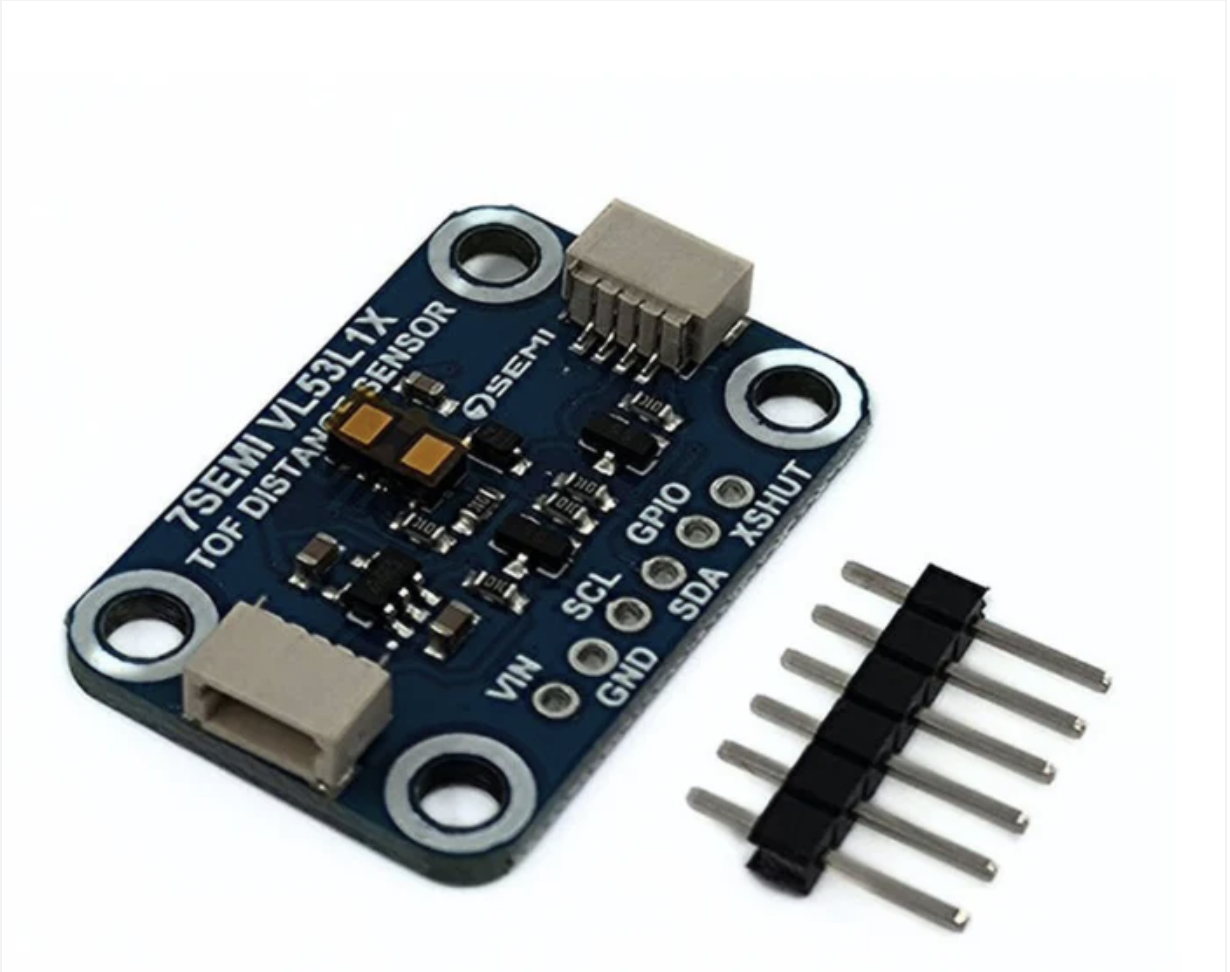 7SEMI VL53L1X
TOF DISTANCE SENSOR
7SEMI
VIN
GND
SCL
SDA
GPIO
XSHUT